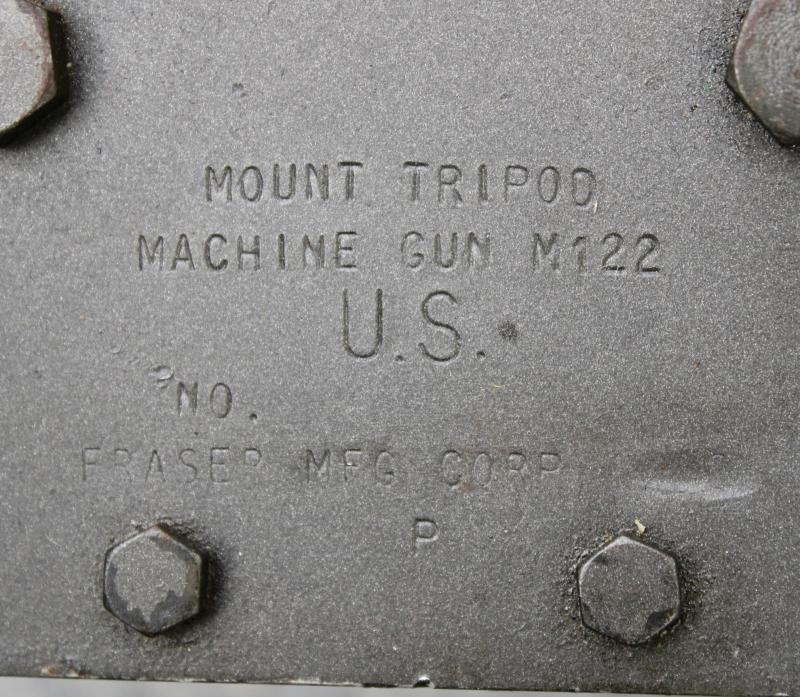 MOUNT TRIPOD
MACHINE GUN M122
U.S.
NO.
FRASER MFG CORP
P